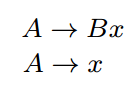 A → Bx
A → x